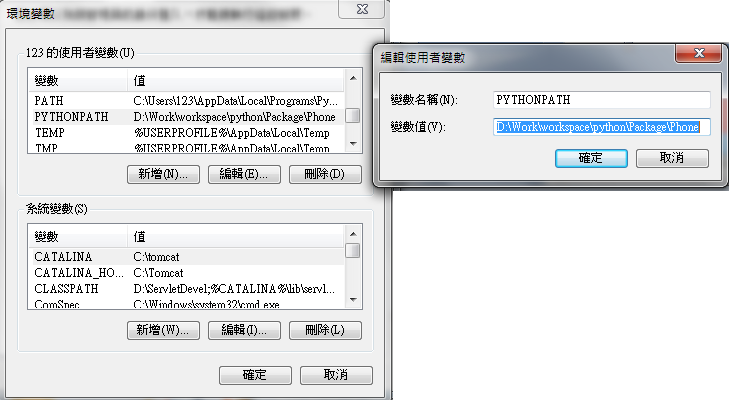 環境變數
123 的使用者變數(U)
變數 值
PATH C:\Users\123\AppData\Local\Programs\Py...
PYTHONPATH D:\Work\workspace\python\Package\Phone
TEMP %USERPROFILE%\AppData\Local\Temp
TMP %USERPROFILE%\AppData\Local\Temp
新增(N)... 編輯(E)... 刪除(D)
系統變數(S)
變數 值
CATALINA C:\tomcat
CATALINA_HO... C:\Tomcat
CLASSPATH D:\ServletDevel;%CATALINA%\lib\servl...
ComSpec C:\Windows\system32\cmd.exe
新增(W)... 編輯(I)... 刪除(L)
確定 取消
編輯使用者變數
變數名稱(N): PYTHONPATH
變數值(V): D:\Work\workspace\python\Package\Phone
確定 取消